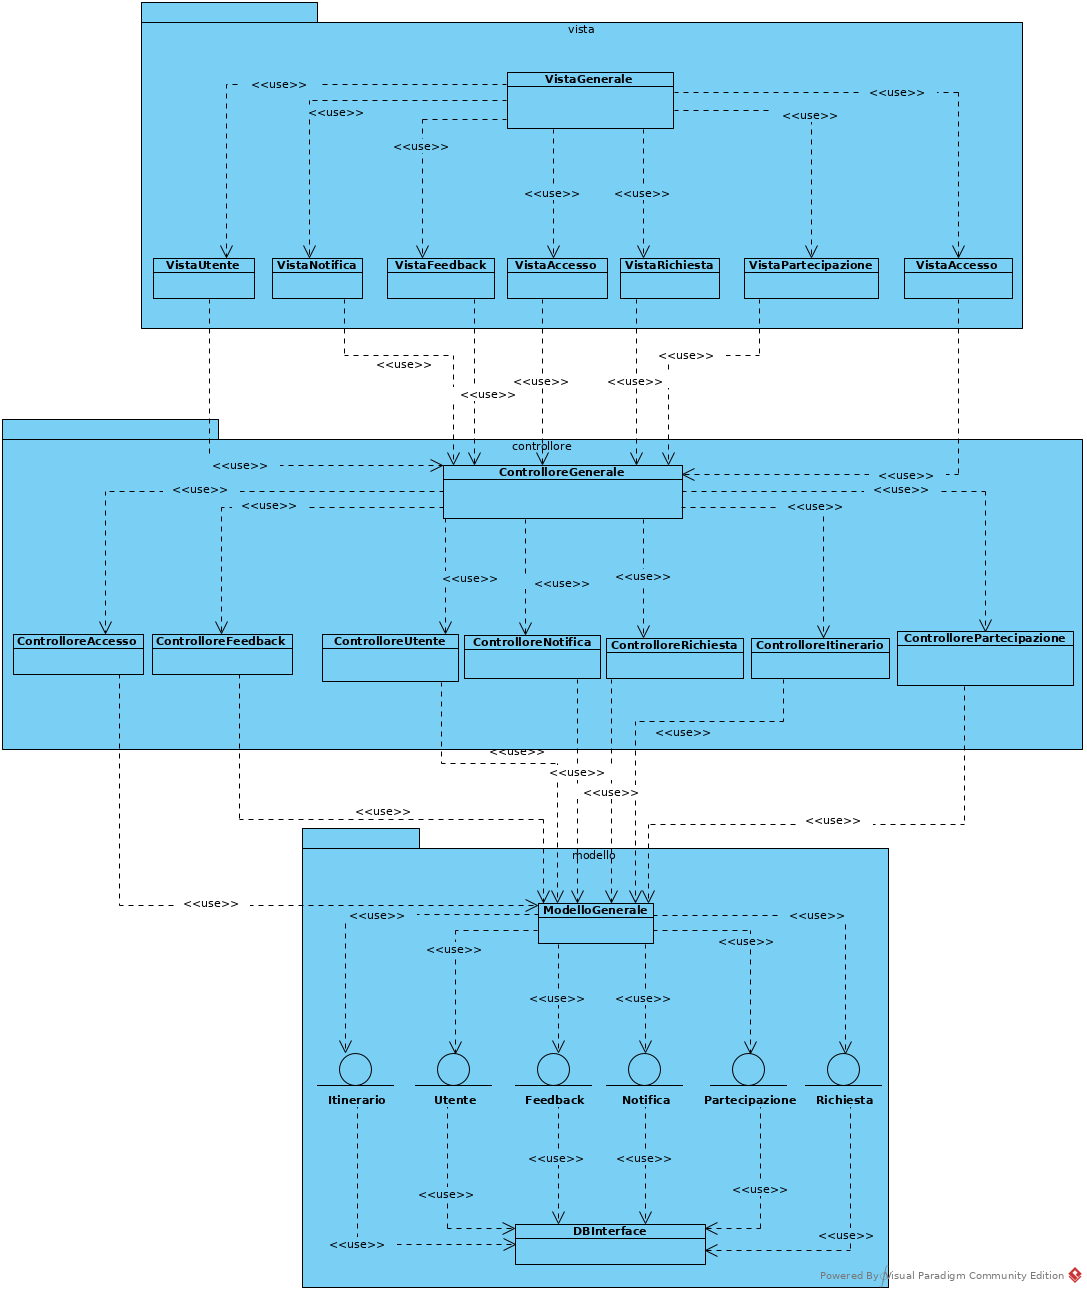 vista
VistaGenerale
<<use>>
<<use>>
<<use>>
<<use>>
<<use>>
<<use>>
<<use>>
VistaUtente
VistaNotifica
VistaFeedback
VistaAccesso
VistaRichiesta
VistaPartecipazione
VistaAccesso
<<use>>
<<use>>
<<use>>
<<use>>
<<use>>
controllore
<<use>>
ControlloreGenerale
<<use>>
<<use>>
<<use>>
<<use>>
<<use>>
<<use>>
<<use>>
<<use>>
ControlloreAccesso
ControlloreFeedback
ControlloreUtente
ControlloreNotifica
ControlloreRichiesta
ControlloreItinerario
ControllorePartecipazione
<<use>>
<<use>>
<<use>>
<<use>>
<<use>>
<<use>>
modello
<<use>>
ModelloGenerale
<<use>>
<<use>>
<<use>>
<<use>>
<<use>>
<<use>>
Itinerario
Utente
Feedback
Notifica
Partecipazione
Richiesta
<<use>>
<<use>>
<<use>>
<<use>>
DBInterface
<<use>>
<<use>>
Powered By Visual Paradigm Community Edition